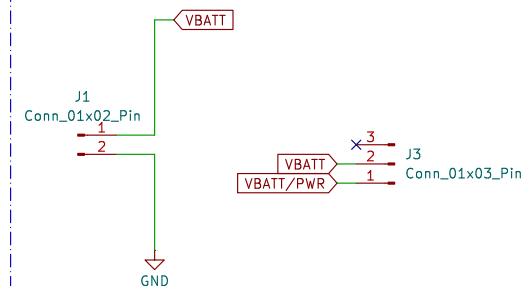 VBATT
J1
Conn_01x02_Pin
1
2
GND
3
VBATT
2
J3
VBATT/PWR
1
Conn_01x03_Pin